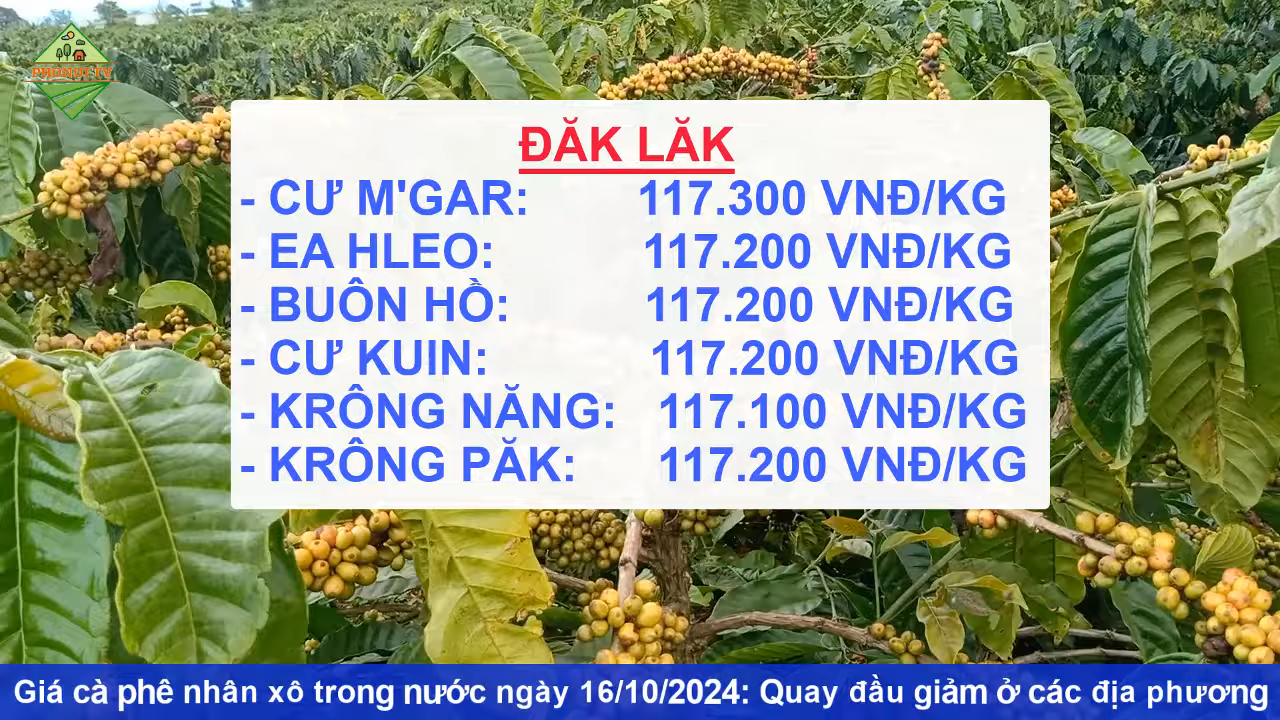 PHONUI TV
ĐĂK LĂK
- CƯ M'GAR: 117.300 VNĐ/KG
- EA HLEO: 117.200 VNĐ/KG
- BUÔN HỒ: 117.200 VNĐ/KG
- CƯ KUIN: 117.200 VNĐ/KG
- KRÔNG NĂNG: 117.100 VNĐ/KG
- KRÔNG PĂK: 117.200 VNĐ/KG
Giá cà phê nhân xô trong nước ngày 16/10/2024: Quay đầu giảm ở các địa phương